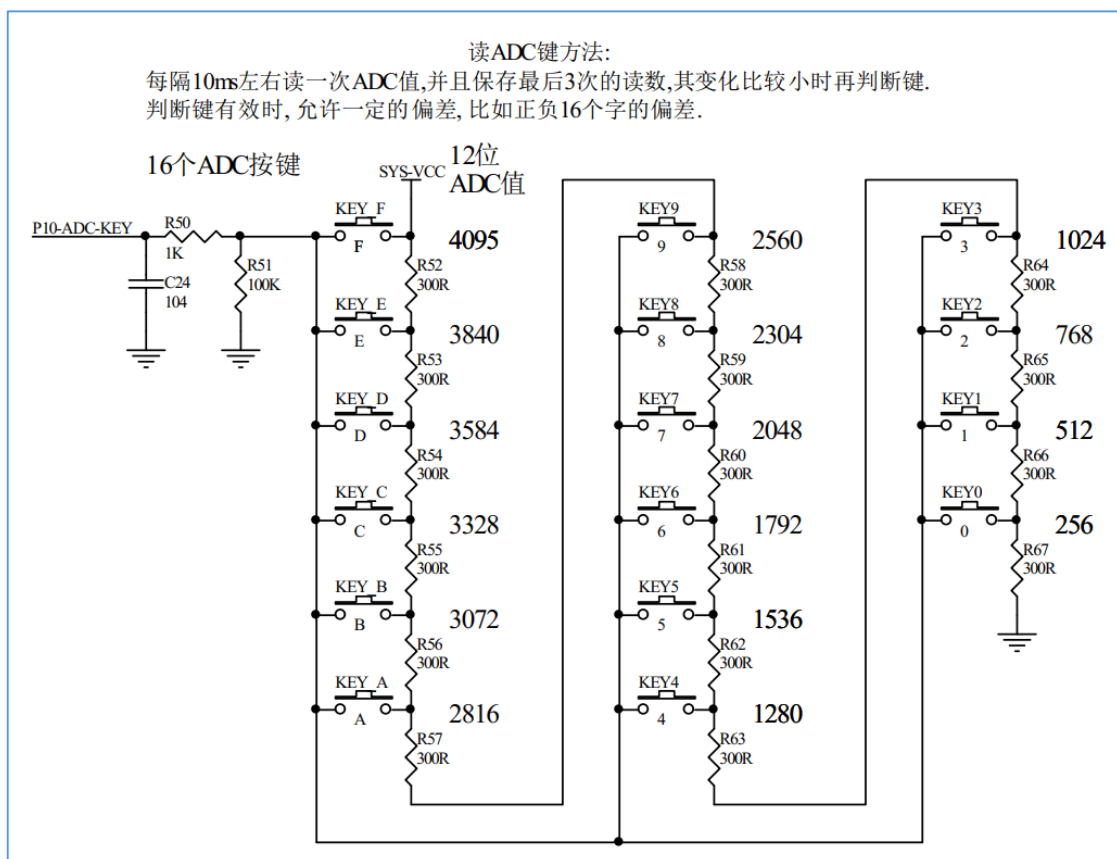 读ADC键方法:
每隔10ms左右读一次ADC值,并且保存最后3次的读数,其变化比较小时再判断键.
判断键有效时, 允许一定的偏差, 比如正负16个字的偏差.
16个ADC按键
SYS-VCC
12位
ADC值
P10-ADC-KEY
R50
1K
C24
104
R51
100K
KEY_F
F
4095
R52
300R
KEY_E
E
3840
R53
300R
KEY_D
D
3584
R54
300R
KEY_C
C
3328
R55
300R
KEY_B
B
3072
R56
300R
KEY_A
A
2816
R57
300R
KEY9
9
2560
R58
300R
KEY8
8
2304
R59
300R
KEY7
7
2048
R60
300R
KEY6
6
1792
R61
300R
KEY5
5
1536
R62
300R
KEY4
4
1280
R63
300R
KEY3
3
1024
R64
300R
KEY2
2
768
R65
300R
KEY1
1
512
R66
300R
KEY0
0
256
R67
300R